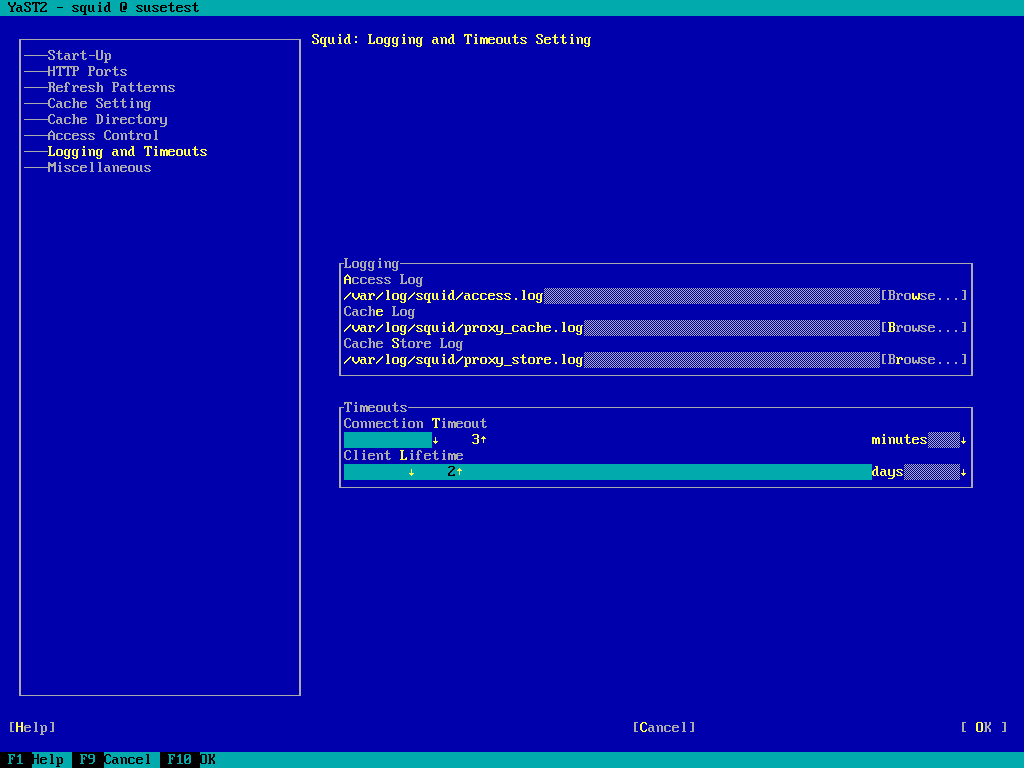 YaST2 - squid @ susetest
Squid: Logging and Timeouts Setting
Start-Up
HTTP Ports
Refresh Patterns
Cache Setting
Cache Directory
Access Control
Logging and Timeouts
Miscellaneous
Logging
Access Log
/var/log/squid/access.log [Browse...]
Cache Log
/var/log/squid/proxy_cache.log [Browse...]
Cache Store Log
/var/log/squid/proxy_store.log [Browse...]
Timeouts
Connection Timeout
↓ 3↑ minutes ↓
Client Lifetime
↓ 2↑ days ↓
[Help] [Cancel] [ OK ]
F1 Help F9 Cancel F10 OK